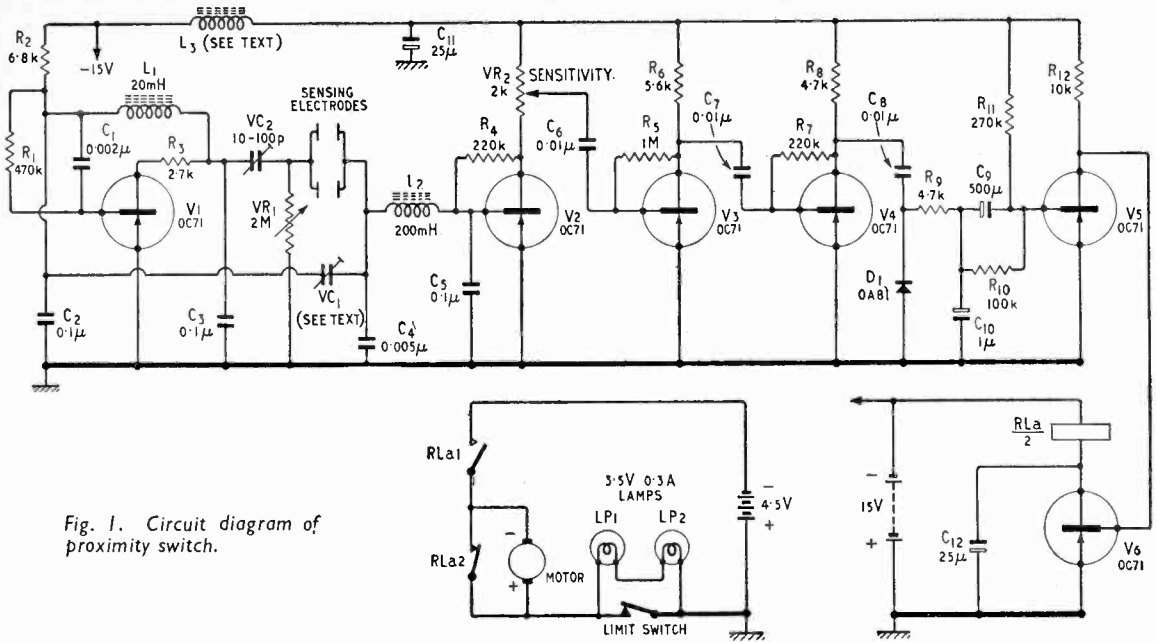 R2
6·8k
−15V
L3 (SEE TEXT)
C11
25µ
L1
20mH
R1
470k
C1
0·002µ
R3
2·7k
VC2
10-100p
SENSING
ELECTRODES
VR1
2M
V1
OC71
C2
0·1µ
C3
0·1µ
VC1
(SEE TEXT)
C4
0·005µ
L2
200mH
C5
0·1µ
R4
220k
VR2
2k
SENSITIVITY.
V2
OC71
C6
0·01µ
R5
1M
R6
5·6k
C7
0·01µ
V3
OC71
R7
220k
R8
4·7k
C8
0·01µ
V4
OC71
D1
OA81
R9
4·7k
C9
500µ
R10
100k
C10
1µ
R11
270k
R12
10k
V5
OC71
RLa1
RLa2
−
MOTOR
+
3·5V 0·3A
LAMPS
LP1
LP2
LIMIT SWITCH
−
4·5V
+
−
15V
+
RLa
2
C12
25µ
V6
OC71
Fig. 1. Circuit diagram of
proximity switch.